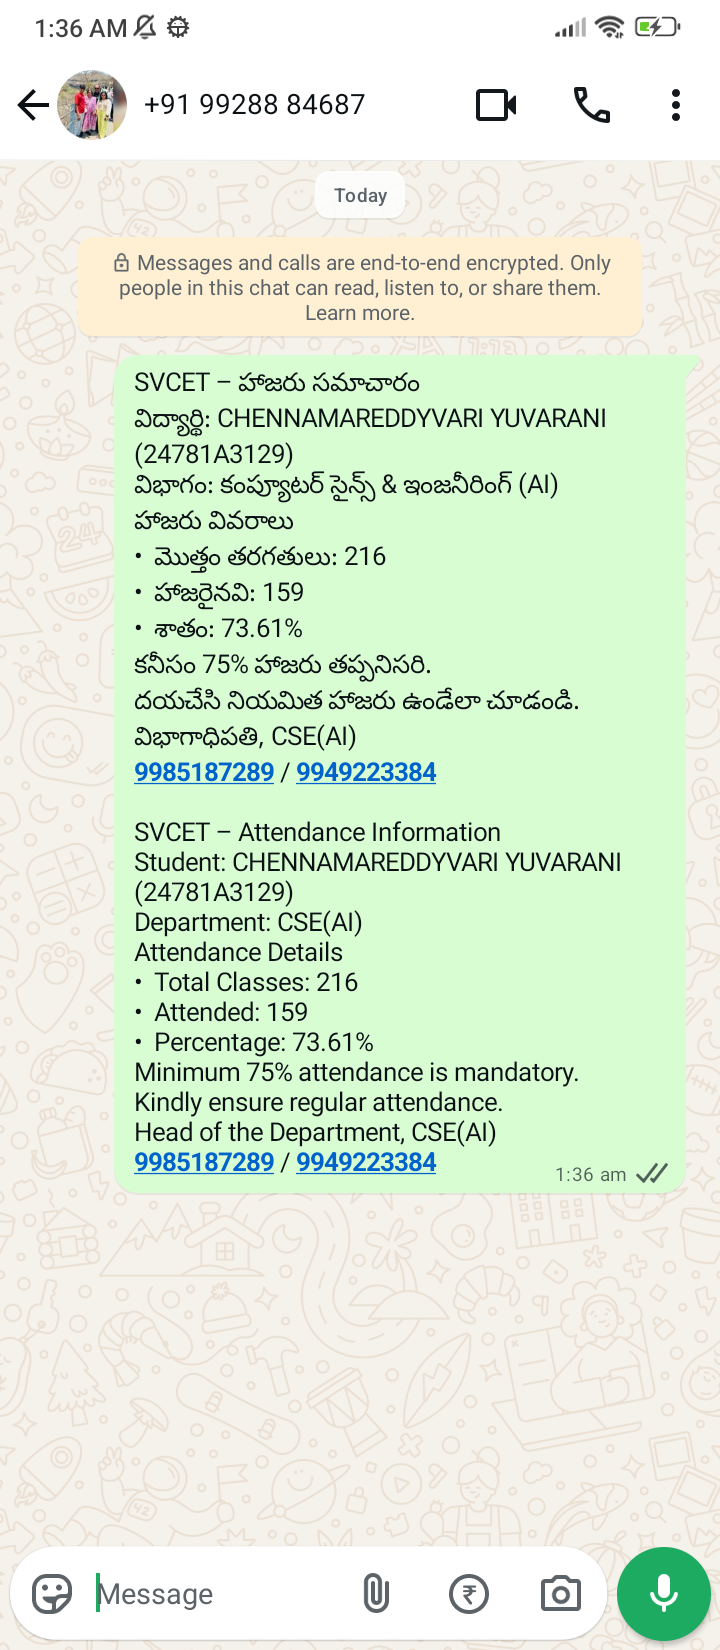 1:36 AM
+91 99288 84687
Today
Messages and calls are end-to-end encrypted. Only
people in this chat can read, listen to, or share them.
Learn more.
SVCET – హాజరు సమాచారం
విద్యార్థి: CHENNAMAREDDYVARI YUVARANI
(24781A3129)
విభాగం: కంప్యూటర్ సైన్స్ & ఇంజనీరింగ్ (AI)
హాజరు వివరాలు
• మొత్తం తరగతులు: 216
• హాజరైనవి: 159
• శాతం: 73.61%
కనీసం 75% హాజరు తప్పనిసరి.
దయచేసి నియమిత హాజరు ఉండేలా చూడండి.
విభాగాధిపతి, CSE(AI)
9985187289 / 9949223384
SVCET – Attendance Information
Student: CHENNAMAREDDYVARI YUVARANI
(24781A3129)
Department: CSE(AI)
Attendance Details
• Total Classes: 216
• Attended: 159
• Percentage: 73.61%
Minimum 75% attendance is mandatory.
Kindly ensure regular attendance.
Head of the Department, CSE(AI)
9985187289 / 9949223384
1:36 am
Message